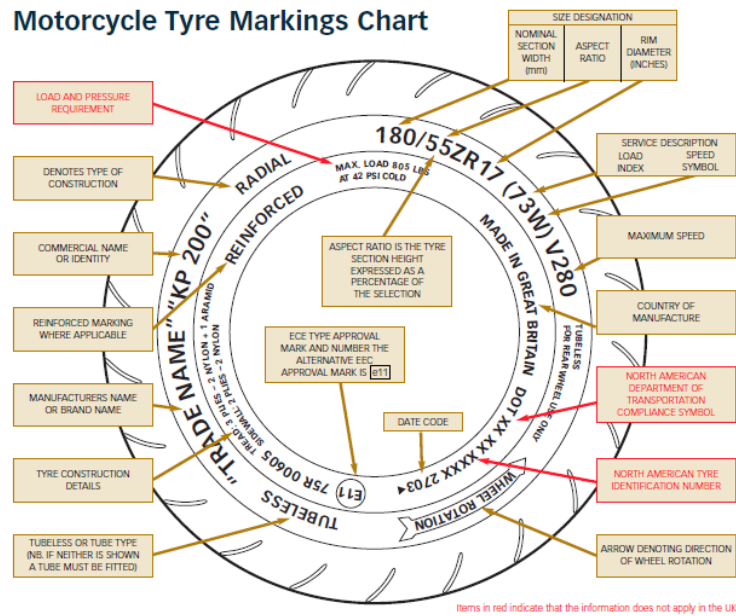 Motorcycle Tyre Markings Chart
SIZE DESIGNATION
NOMINAL
SECTION
WIDTH
(mm)
ASPECT
RATIO
RIM
DIAMETER
(INCHES)
LOAD AND PRESSURE
REQUIREMENT
DENOTES TYPE OF
CONSTRUCTION
COMMERCIAL NAME
OR IDENTITY
REINFORCED MARKING
WHERE APPLICABLE
MANUFACTURERS NAME
OR BRAND NAME
TYRE CONSTRUCTION
DETAILS
TUBELESS OR TUBE TYPE
(NB. IF NEITHER IS SHOWN
A TUBE MUST BE FITTED)
SERVICE DESCRIPTION
LOAD
INDEX
SPEED
SYMBOL
MAXIMUM SPEED
COUNTRY OF
MANUFACTURE
NORTH AMERICAN
DEPARTMENT OF
TRANSPORTATION
COMPLIANCE SYMBOL
NORTH AMERICAN TYRE
IDENTIFICATION NUMBER
ARROW DENOTING DIRECTION
OF WHEEL ROTATION
ASPECT RATIO IS THE TYRE
SECTION HEIGHT
EXPRESSED AS A
PERCENTAGE OF
THE SELECTION
ECE TYPE APPROVAL
MARK AND NUMBER THE
ALTERNATIVE EEC
APPROVAL MARK IS e11
DATE CODE
180/55ZR17 (73W) V280
RADIAL
"TRADE NAME" "KP 200"
REINFORCED
MAX. LOAD 805 LBS
AT 42 PSI COLD
MADE IN GREAT BRITAIN
DOT XX XX XXXX 2703
TUBELESS
FOR REAR WHEEL USE ONLY
TREAD: 3 PLIES – 2 NYLON + 1 ARAMID
SIDEWALL: 2 PLIES – 2 NYLON
E11 75R 00605
TUBELESS
WHEEL ROTATION
Items in red indicate that the information does not apply in the UK